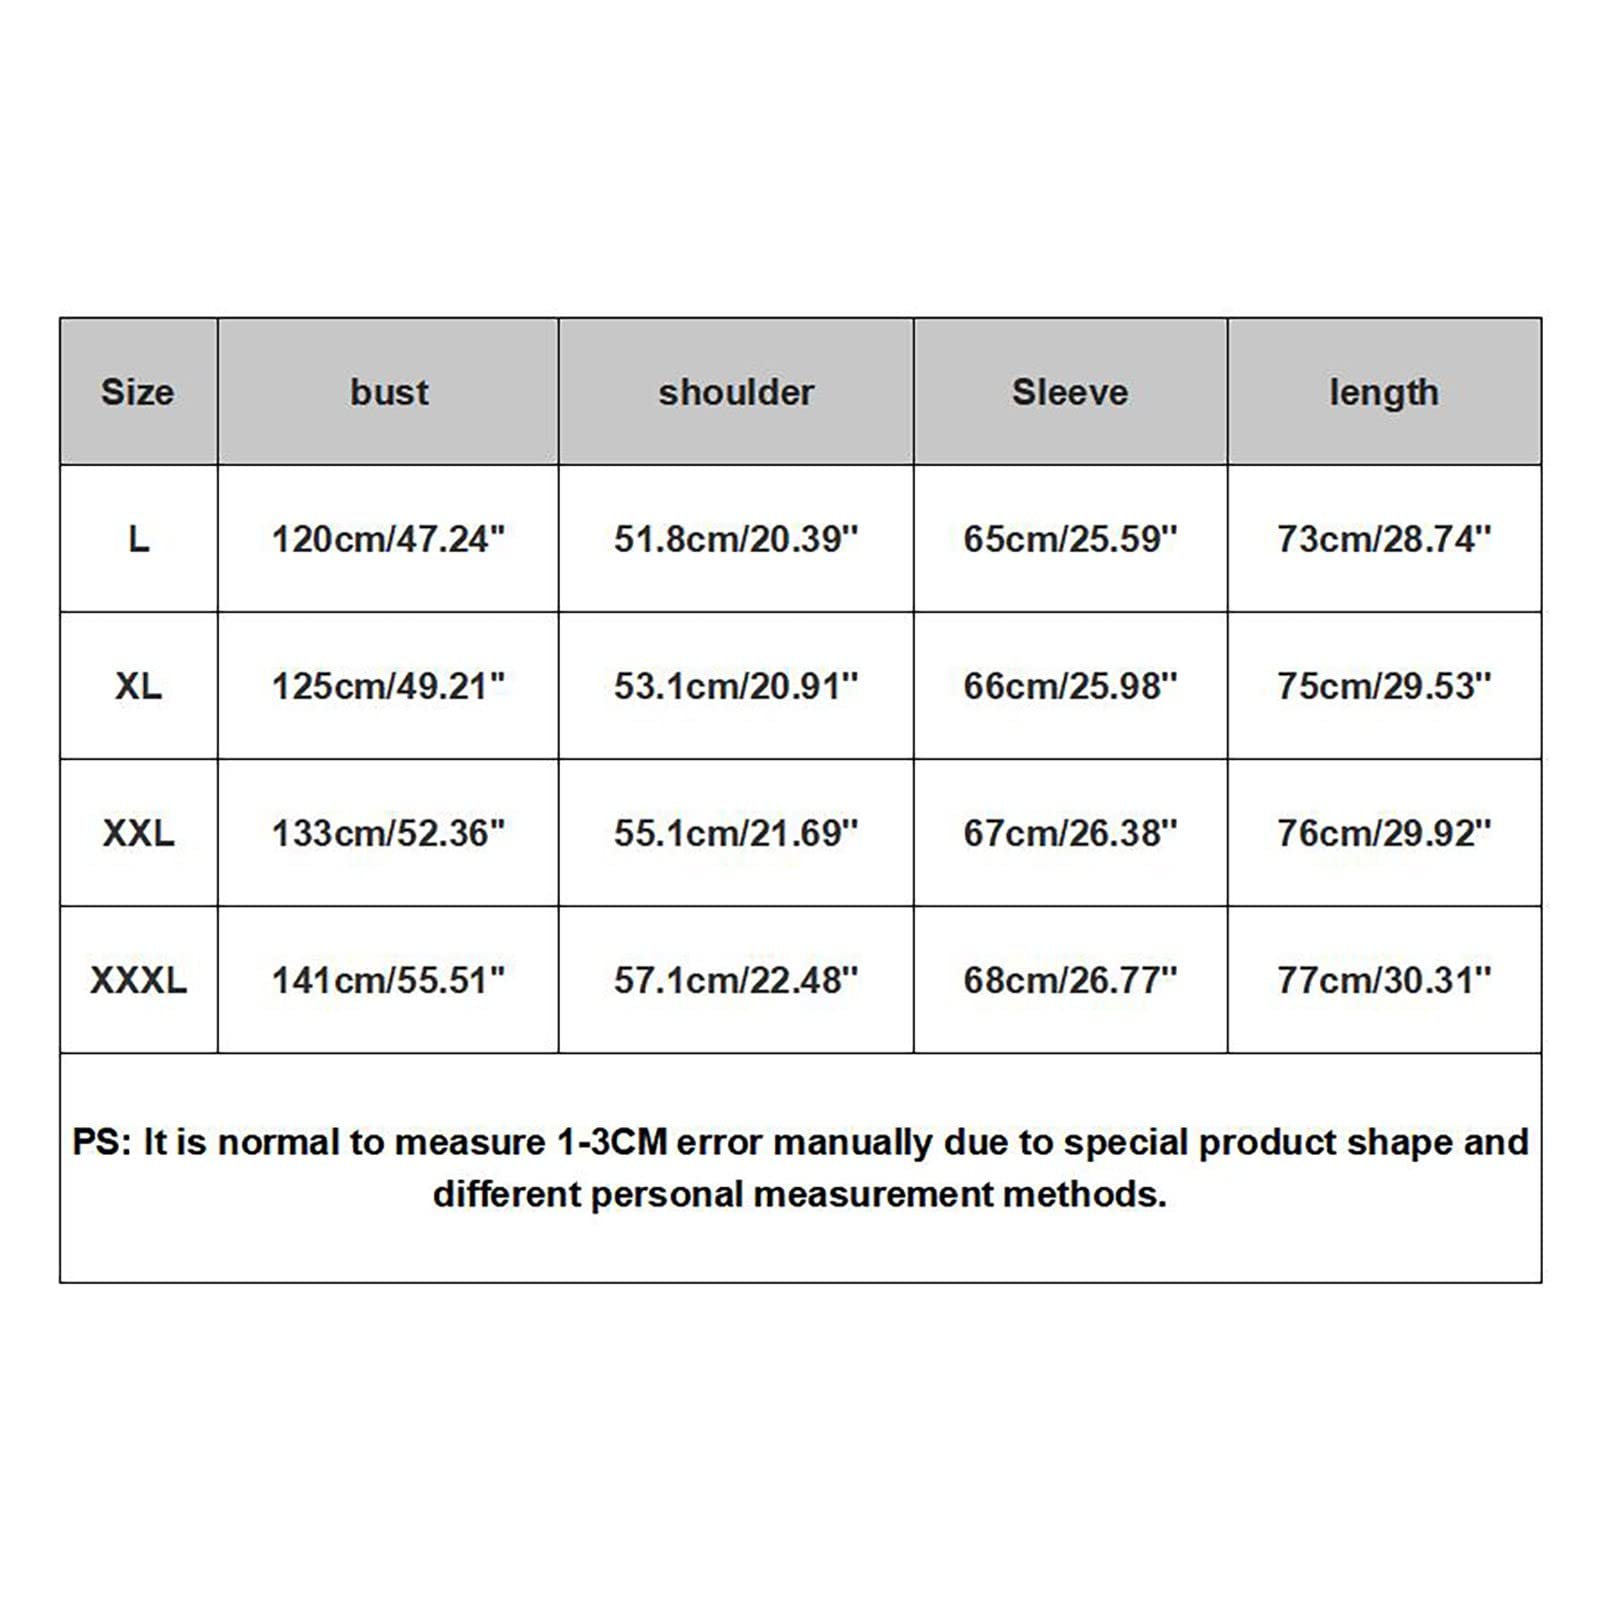 Size bust shoulder Sleeve length
L 120cm/47.24" 51.8cm/20.39" 65cm/25.59" 73cm/28.74"
XL 125cm/49.21" 53.1cm/20.91" 66cm/25.98" 75cm/29.53"
XXL 133cm/52.36" 55.1cm/21.69" 67cm/26.38" 76cm/29.92"
XXXL 141cm/55.51" 57.1cm/22.48" 68cm/26.77" 77cm/30.31"
PS: It is normal to measure 1-3CM error manually due to special product shape and
different personal measurement methods.